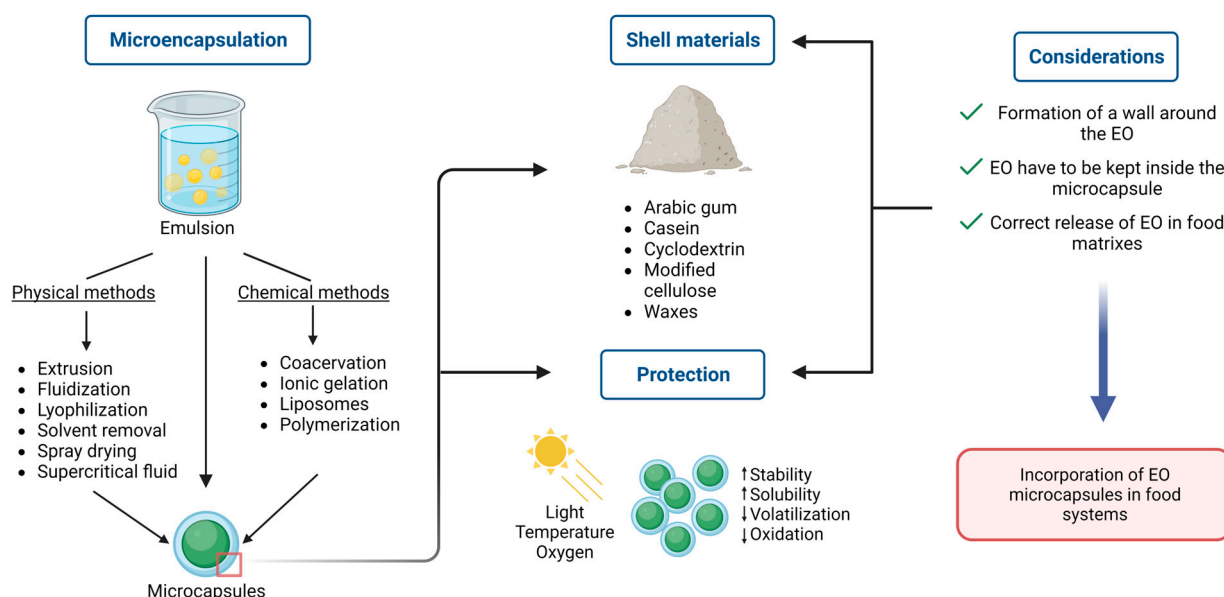 Microencapsulation
Emulsion
Physical methods
• Extrusion
• Fluidization
• Lyophilization
• Solvent removal
• Spray drying
• Supercritical fluid
Chemical methods
• Coacervation
• Ionic gelation
• Liposomes
• Polymerization
Microcapsules
Shell materials
• Arabic gum
• Casein
• Cyclodextrin
• Modified
cellulose
• Waxes
Protection
Light
Temperature
Oxygen
↑Stability
↑Solubility
↓Volatilization
↓Oxidation
Considerations
✓ Formation of a wall around
the EO
✓ EO have to be kept inside the
microcapsule
✓ Correct release of EO in food
matrixes
Incorporation of EO
microcapsules in food
systems